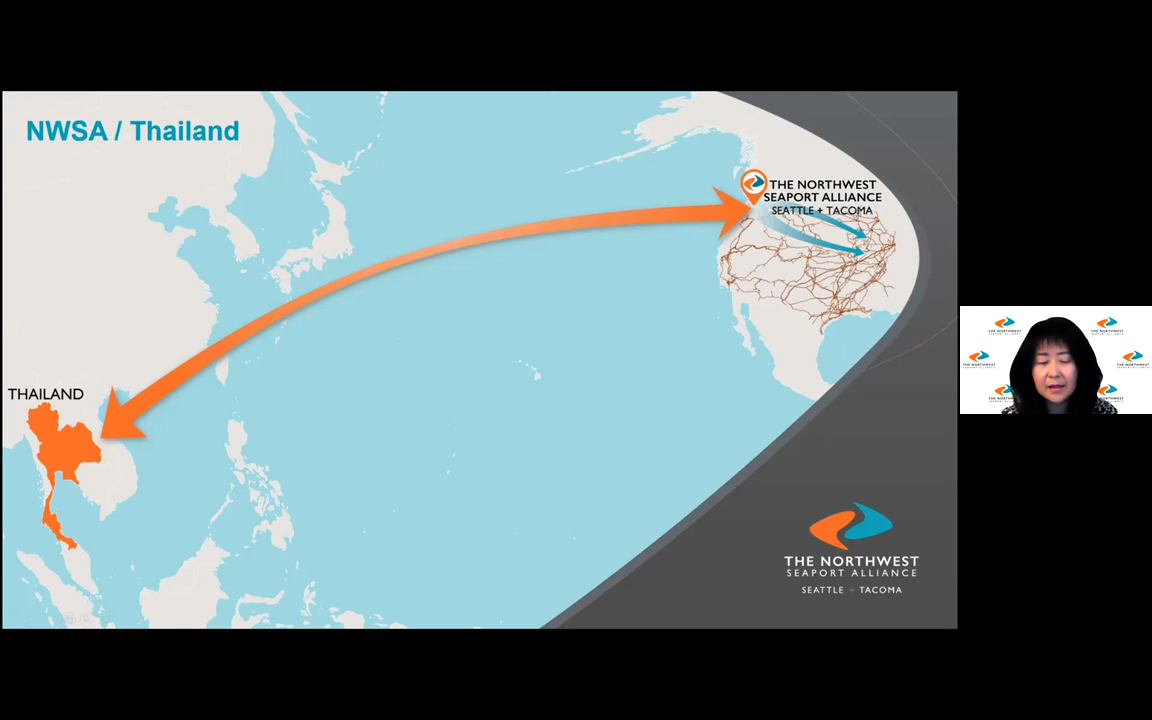 NWSA / Thailand
THE NORTHWEST
SEAPORT ALLIANCE
SEATTLE + TACOMA
THAILAND
THE NORTHWEST
SEAPORT ALLIANCE
SEATTLE + TACOMA